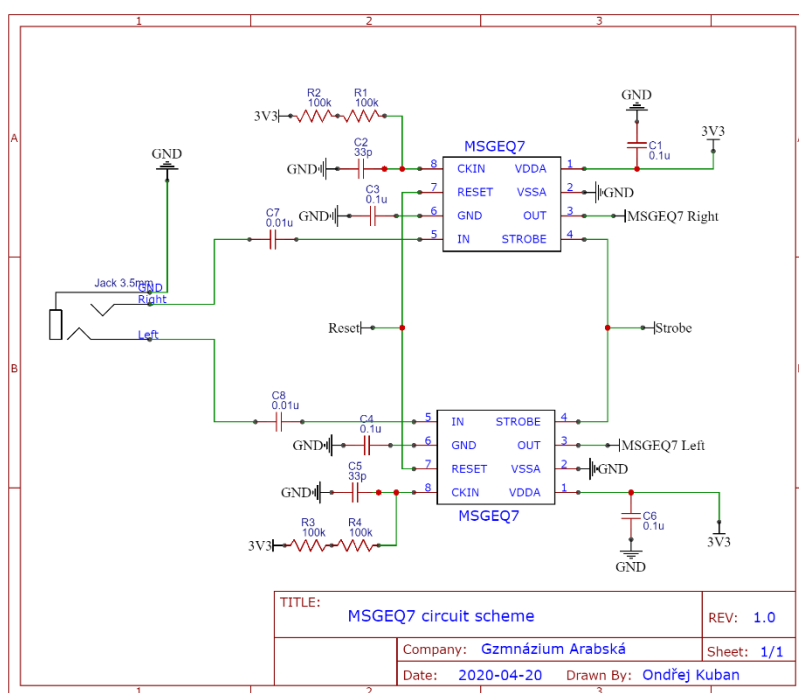 1 2 3
A
B
R2 R1
100k 100k
3V3
C2
33p
GND
C3
0.1u
GND
MSGEQ7
8 CKIN VDDA 1
7 RESET VSSA 2
6 GND OUT 3
5 IN STROBE 4
GND
C1
0.1u
3V3
GND
MSGEQ7 Right
GND
C7
0.01u
Jack 3.5mm
GND
Right
Left
Reset
Strobe
C8
0.01u
C4
0.1u
GND
C5
33p
GND
R3 R4
100k 100k
3V3
5 IN STROBE 4
6 GND OUT 3
7 RESET VSSA 2
8 CKIN VDDA 1
MSGEQ7
MSGEQ7 Left
GND
C6
0.1u
GND
3V3
TITLE:
MSGEQ7 circuit scheme
REV: 1.0
Company: Gzmnázium Arabská
Sheet: 1/1
Date: 2020-04-20 Drawn By: Ondřej Kuban
1 2 3